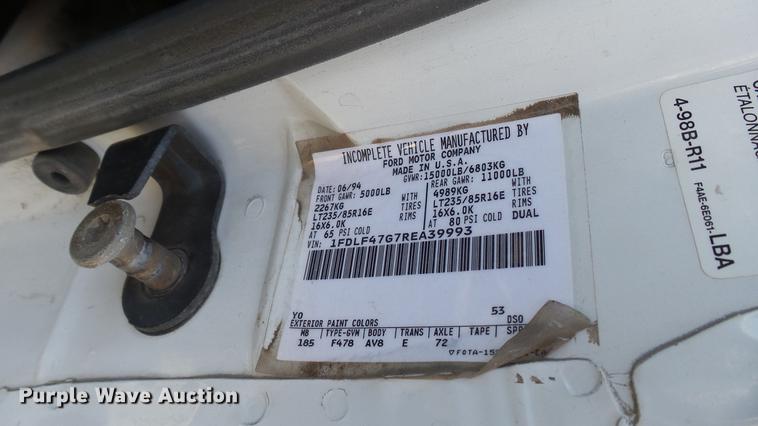 INCOMPLETE VEHICLE MANUFACTURED BY
FORD MOTOR COMPANY
MADE IN U.S.A.
GVWR:15000LB/6803KG
DATE: 06/94
FRONT GAWR: 5000LB REAR GAWR: 11000LB
2267KG WITH 4989KG WITH
LT235/85R16E TIRES LT235/85R16E TIRES
16X6.0K RIMS 16X6.0K RIMS
AT 65 PSI COLD AT 80 PSI COLD DUAL
VIN: 1FDLF47G7REA39993
YO 53
EXTERIOR PAINT COLORS DSO
WB TYPE-GVW BODY TRANS AXLE TAPE
185 F478 AV8 E 72
4-98B-R11
F4AE-6E061-LBA
Purple Wave Auction